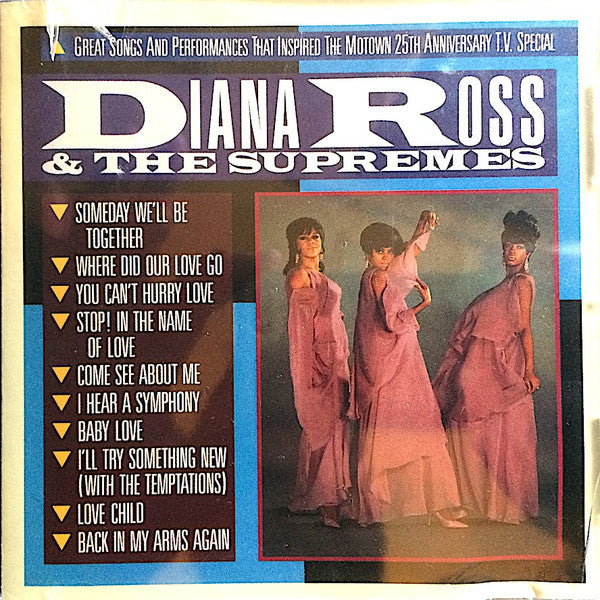 GREAT SONGS AND PERFORMANCES THAT INSPIRED THE MOTOWN 25TH ANNIVERSARY T.V. SPECIAL
DIANA ROSS
& THE SUPREMES
SOMEDAY WE'LL BE
TOGETHER
WHERE DID OUR LOVE GO
YOU CAN'T HURRY LOVE
STOP! IN THE NAME
OF LOVE
COME SEE ABOUT ME
I HEAR A SYMPHONY
BABY LOVE
I'LL TRY SOMETHING NEW
(WITH THE TEMPTATIONS)
LOVE CHILD
BACK IN MY ARMS AGAIN